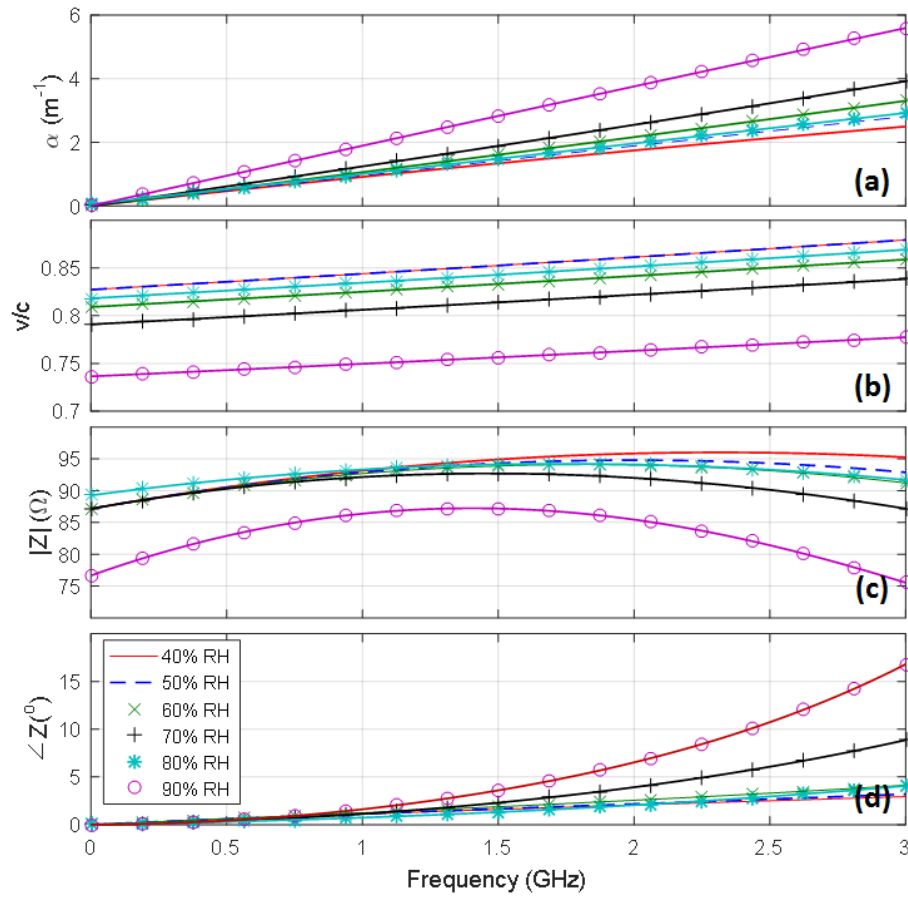 6
4
2
0
α (m⁻¹)
(a)
0.85
0.8
0.75
0.7
v/c
(b)
95
90
85
80
75
|Z| (Ω)
(c)
15
10
5
0
∠Z(⁰)
40% RH
50% RH
60% RH
70% RH
80% RH
90% RH
(d)
0 0.5 1 1.5 2 2.5 3
Frequency (GHz)